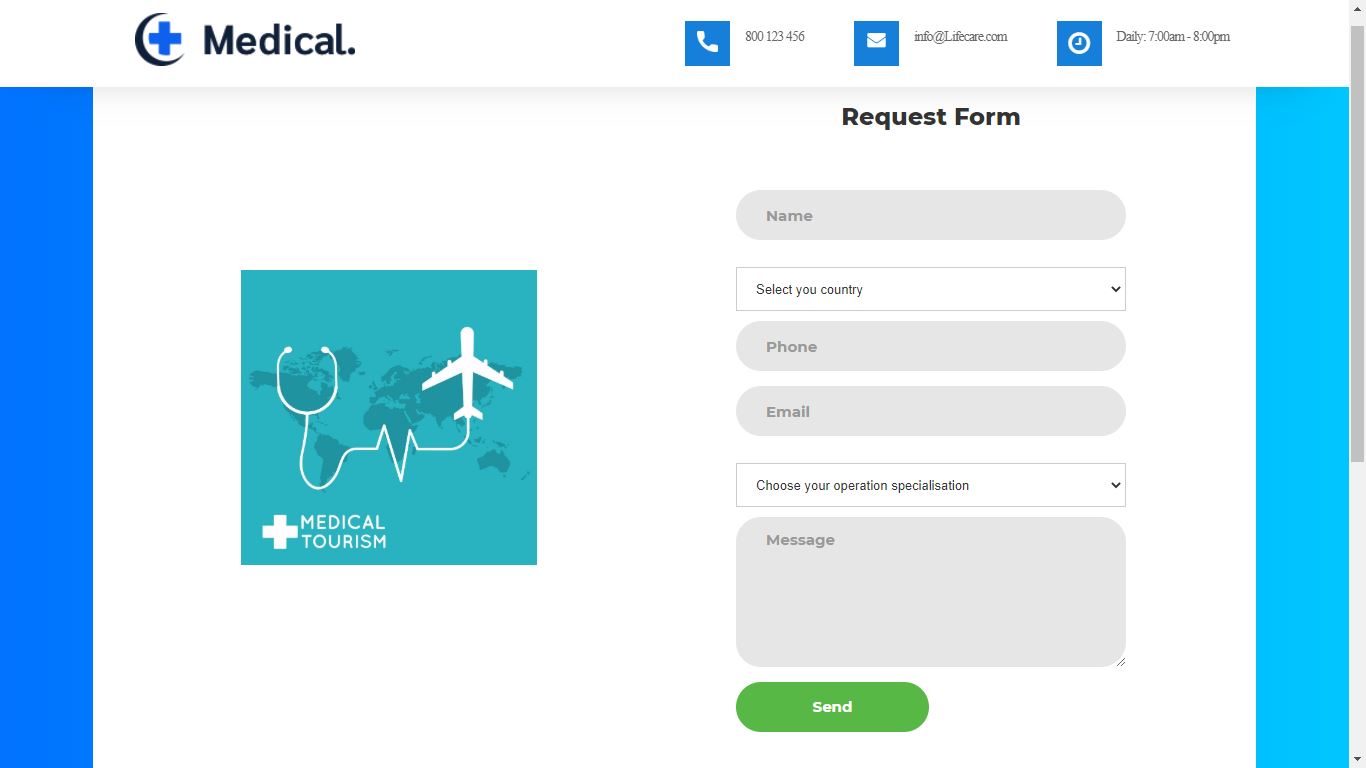 Medical.
800 123 456
info@Lifecare.com
Daily: 7:00am - 8:00pm
Request Form
Name
Select you country
Phone
Email
Choose your operation specialisation
Message
Send
MEDICAL
TOURISM